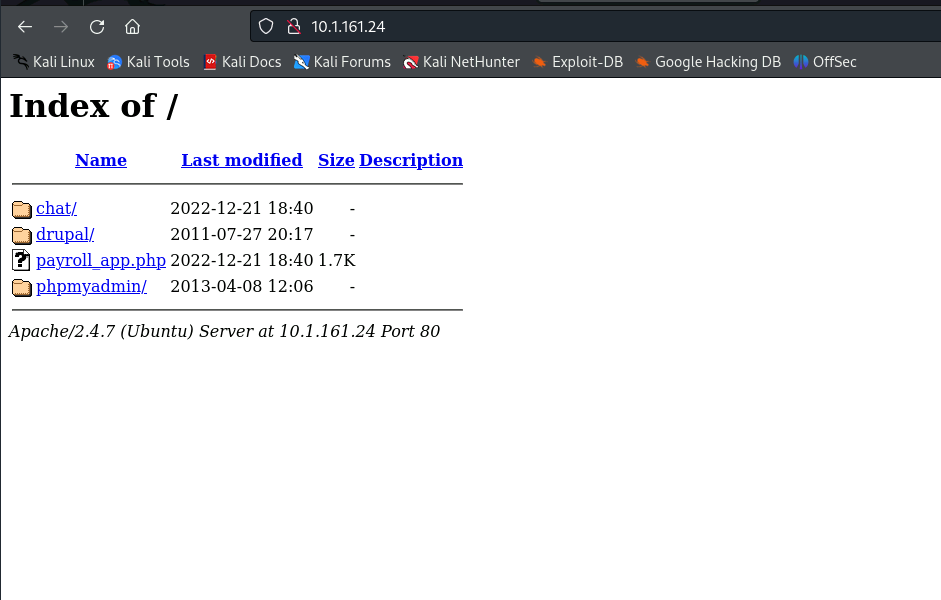 10.1.161.24
Kali Linux Kali Tools Kali Docs Kali Forums Kali NetHunter Exploit-DB Google Hacking DB OffSec
Index of /
Name Last modified Size Description
chat/ 2022-12-21 18:40 -
drupal/ 2011-07-27 20:17 -
payroll_app.php 2022-12-21 18:40 1.7K
phpmyadmin/ 2013-04-08 12:06 -
Apache/2.4.7 (Ubuntu) Server at 10.1.161.24 Port 80